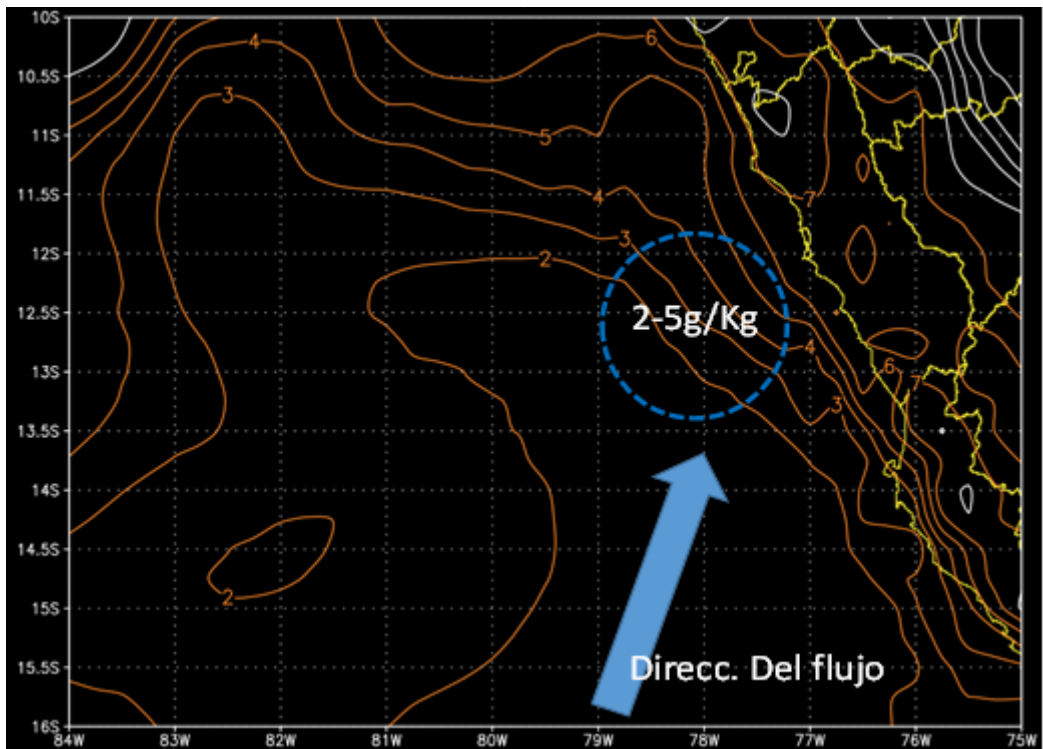 10S
10.5S
11S
11.5S
12S
12.5S
13S
13.5S
14S
14.5S
15S
15.5S
16S
4
6
3
5
7
4
3
2
2-5g/Kg
4
6
7
3
2
Direcc. Del flujo
84W 83W 82W 81W 80W 79W 78W 77W 76W 75W